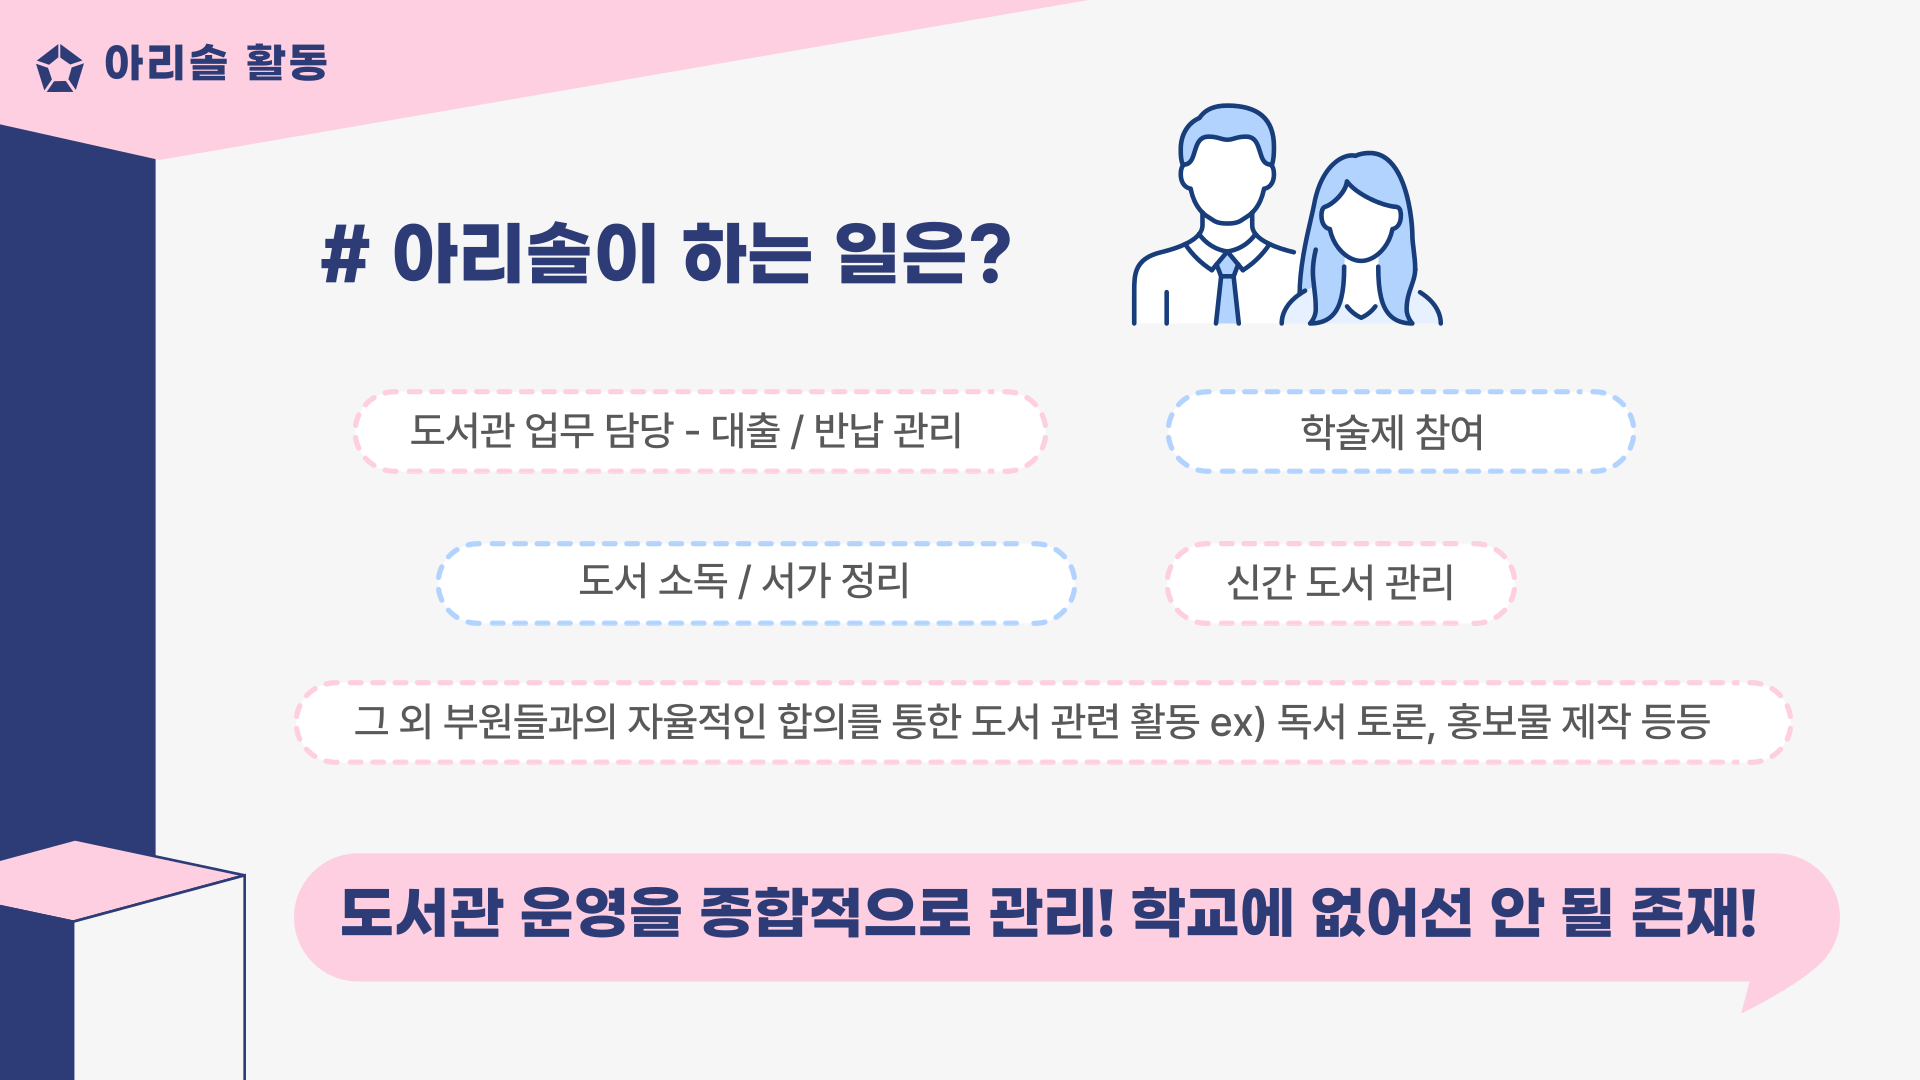 아리솔 활동
# 아리솔이 하는 일은?
도서관 업무 담당 - 대출 / 반납 관리
학술제 참여
도서 소독 / 서가 정리
신간 도서 관리
그 외 부원들과의 자율적인 합의를 통한 도서 관련 활동 ex) 독서 토론, 홍보물 제작 등등
도서관 운영을 종합적으로 관리! 학교에 없어선 안 될 존재!